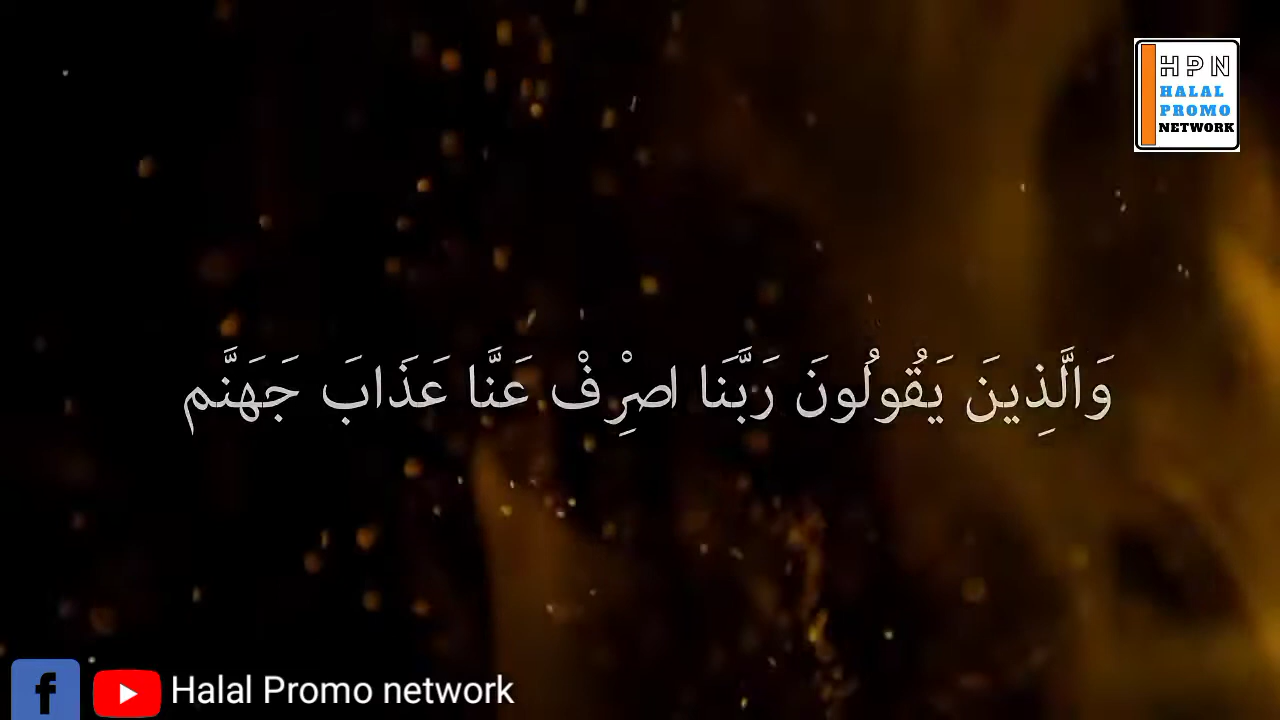 HPN
HALAL
PROMO
NETWORK
وَالَّذِينَ يَقُولُونَ رَبَّنَا اصْرِفْ عَنَّا عَذَابَ جَهَنَّم
Halal Promo network